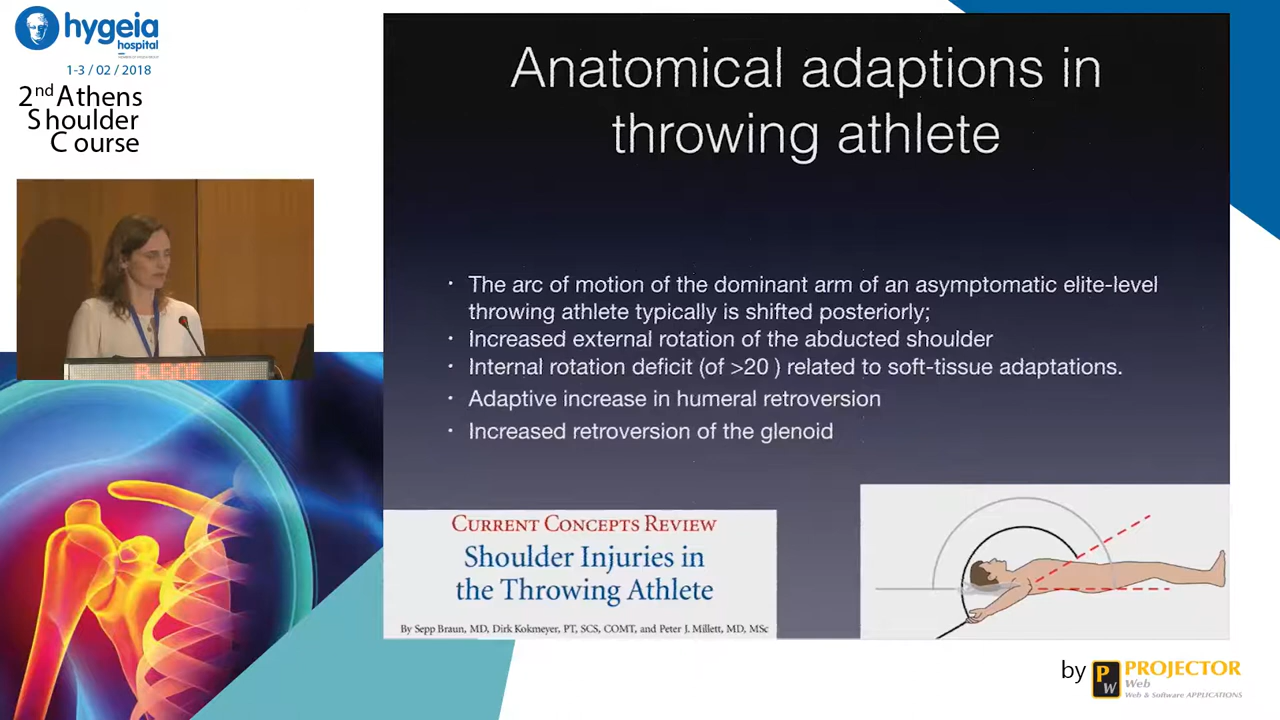 hygeia
hospital
1-3 / 02 / 2018
2nd Athens
Shoulder
Course
Anatomical adaptions in
throwing athlete
· The arc of motion of the dominant arm of an asymptomatic elite-level
throwing athlete typically is shifted posteriorly;
· Increased external rotation of the abducted shoulder
· Internal rotation deficit (of >20 ) related to soft-tissue adaptations.
· Adaptive increase in humeral retroversion
· Increased retroversion of the glenoid
CURRENT CONCEPTS REVIEW
Shoulder Injuries in
the Throwing Athlete
By Sepp Braun, MD, Dirk Kokmeyer, PT, SCS, COMT, and Peter J. Millett, MD, MSc
by PW PROJECTOR
Web
Web & Software APPLICATIONS